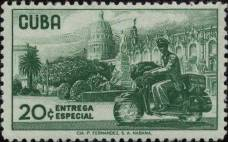 CUBA
20¢ ENTREGA
ESPECIAL
CIA. P. FERNANDEZ, S. A. HABANA.